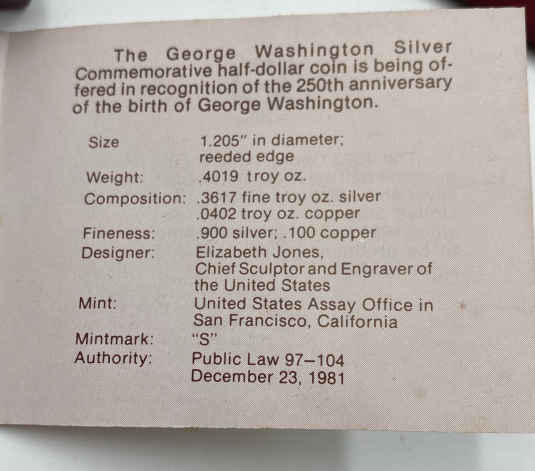 The George Washington Silver
Commemorative half-dollar coin is being of-
fered in recognition of the 250th anniversary
of the birth of George Washington.
Size 1.205" in diameter;
reeded edge
Weight: .4019 troy oz.
Composition: .3617 fine troy oz. silver
.0402 troy oz. copper
Fineness: .900 silver; .100 copper
Designer: Elizabeth Jones,
Chief Sculptor and Engraver of
the United States
Mint: United States Assay Office in
San Francisco, California
Mintmark: "S"
Authority: Public Law 97–104
December 23, 1981